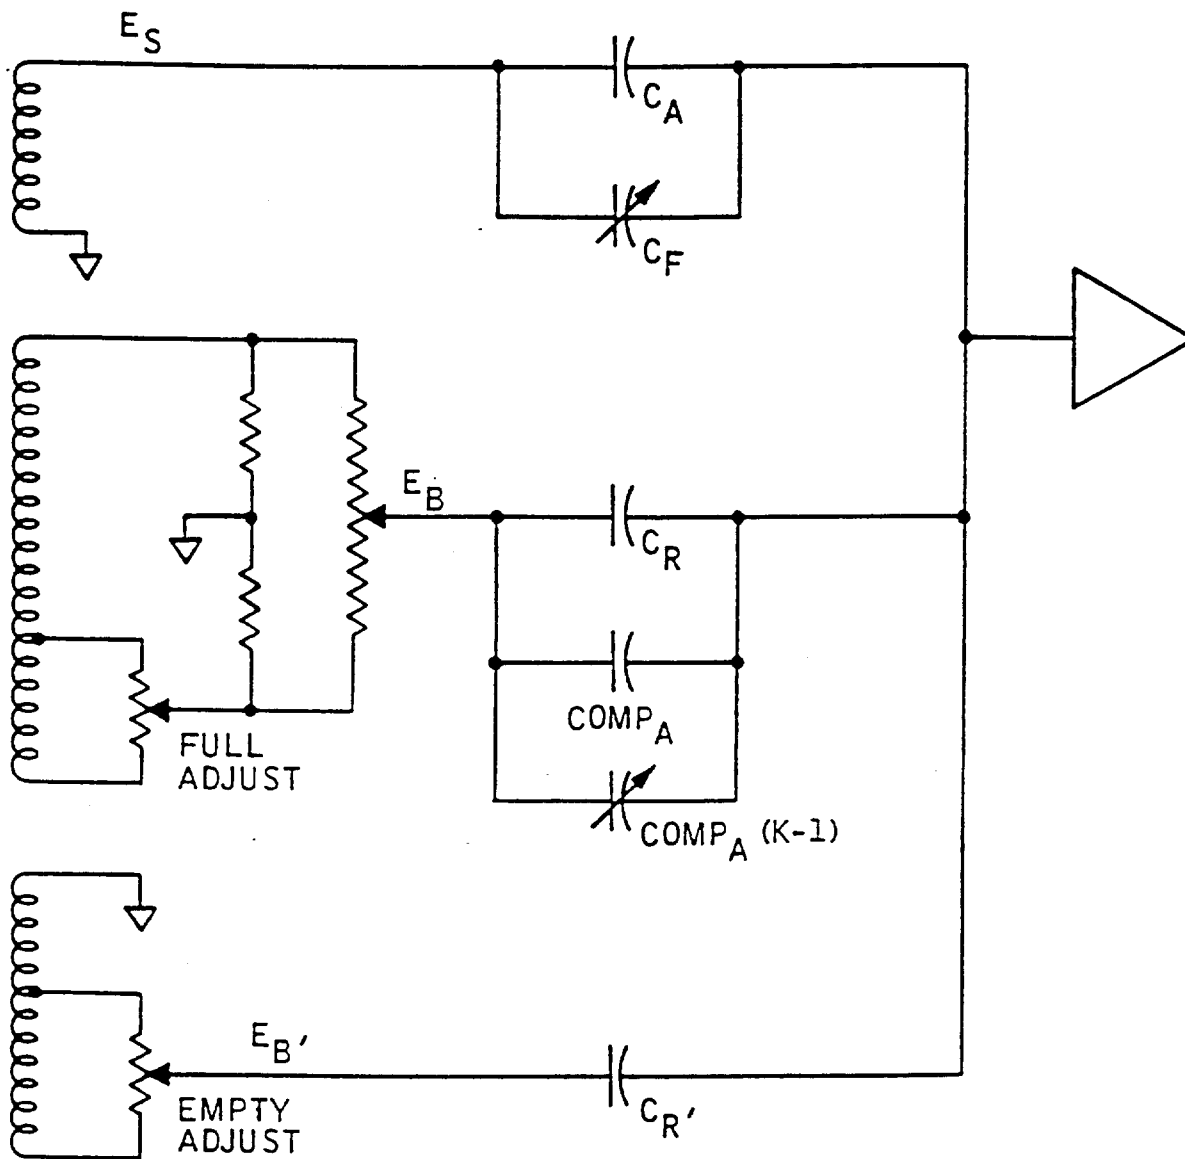 E_S
C_A
C_F
E_B
C_R
COMP_A
FULL
ADJUST
COMP_A (K-1)
E_B'
C_R'
EMPTY
ADJUST